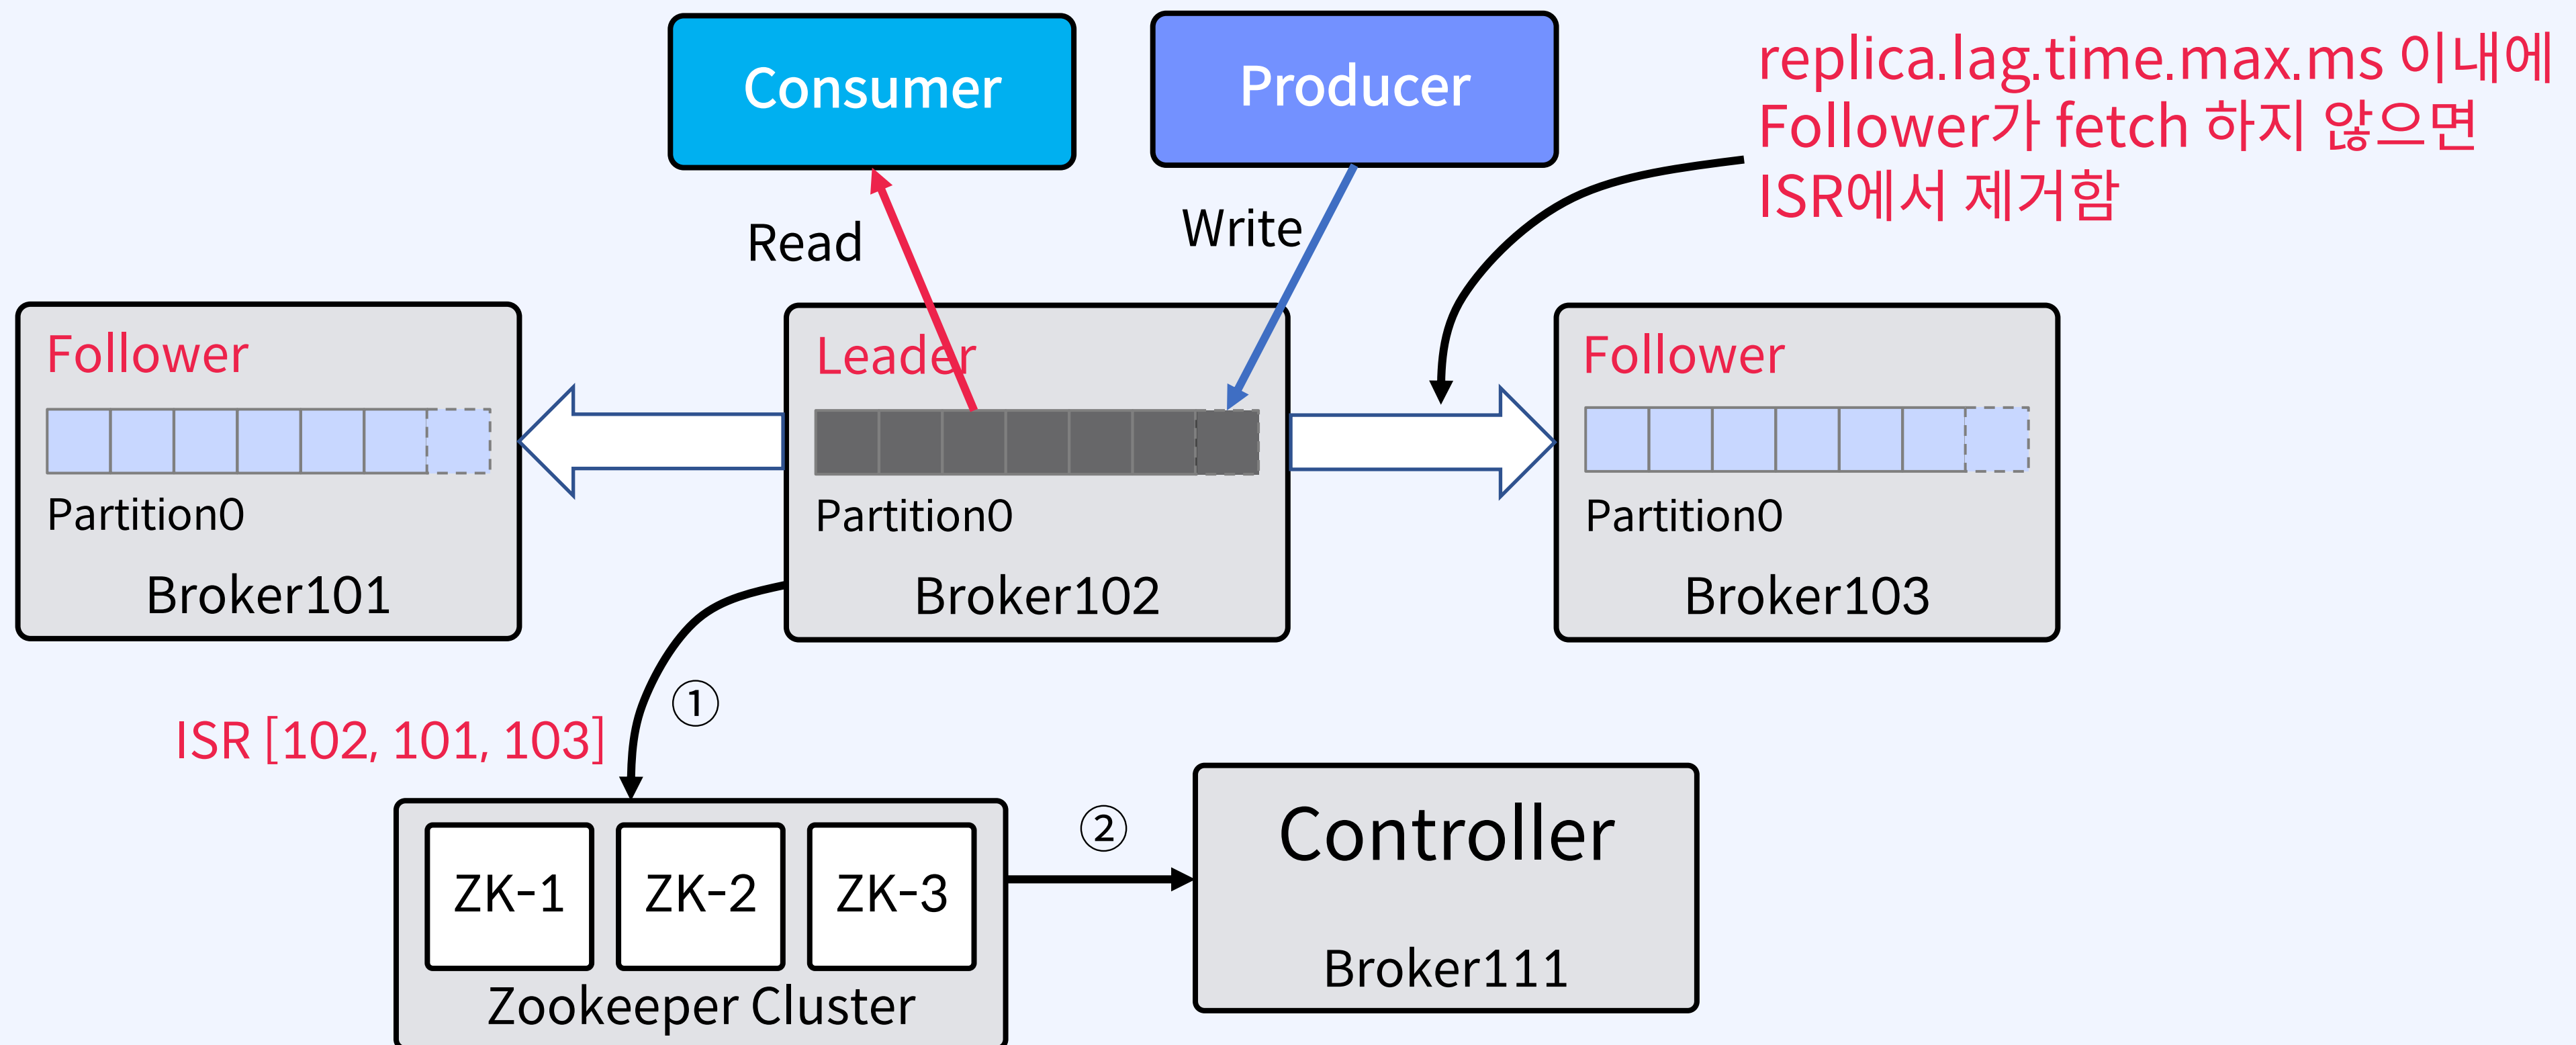 Consumer
Producer
replica.lag.time.max.ms 이내에
Follower가 fetch 하지 않으면
ISR에서 제거함
Read
Write
Follower
Partition0
Broker101
Leader
Partition0
Broker102
Follower
Partition0
Broker103
①
ISR [102, 101, 103]
ZK-1
ZK-2
ZK-3
Zookeeper Cluster
②
Controller
Broker111